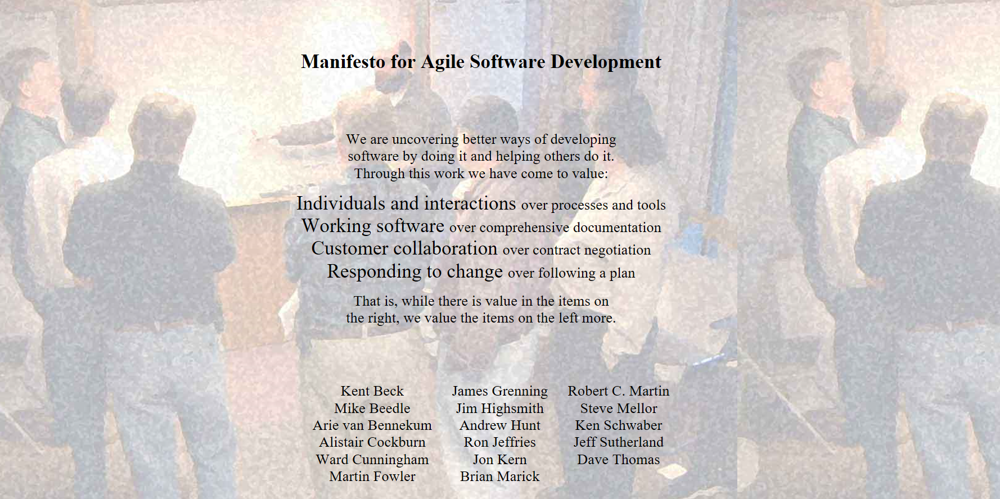 Manifesto for Agile Software Development
We are uncovering better ways of developing
software by doing it and helping others do it.
Through this work we have come to value:
Individuals and interactions over processes and tools
Working software over comprehensive documentation
Customer collaboration over contract negotiation
Responding to change over following a plan
That is, while there is value in the items on
the right, we value the items on the left more.
Kent Beck
Mike Beedle
Arie van Bennekum
Alistair Cockburn
Ward Cunningham
Martin Fowler
James Grenning
Jim Highsmith
Andrew Hunt
Ron Jeffries
Jon Kern
Brian Marick
Robert C. Martin
Steve Mellor
Ken Schwaber
Jeff Sutherland
Dave Thomas